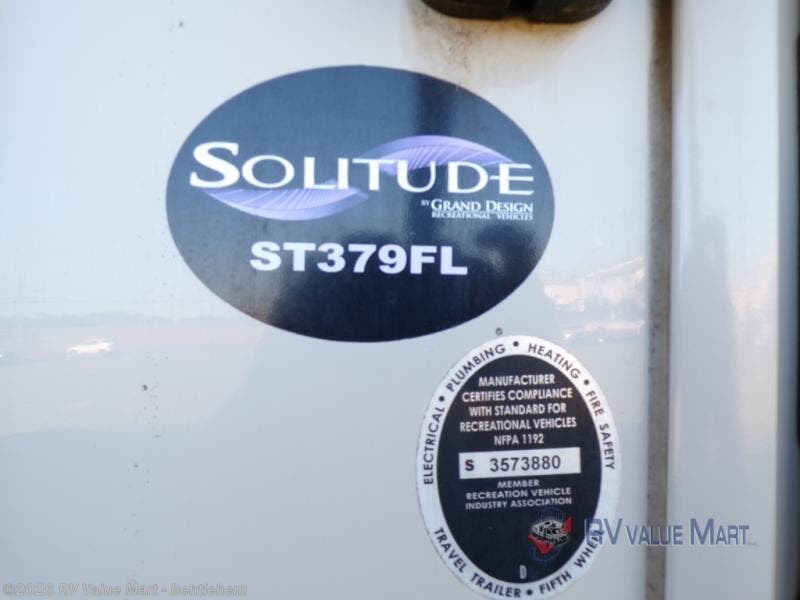 SOLITUDE
BY GRAND DESIGN
RECREATIONAL VEHICLES
ST379FL
ELECTRICAL • PLUMBING • HEATING • FIRE SAFETY
MANUFACTURER
CERTIFIES COMPLIANCE
WITH STANDARD FOR
RECREATIONAL VEHICLES
NFPA 1192
S 3573880
MEMBER
RECREATION VEHICLE
INDUSTRY ASSOCIATION
D
TRAVEL TRAILER • FIFTH WHEEL
RV VALUE MART
©2026 RV Value Mart - Behtlehem